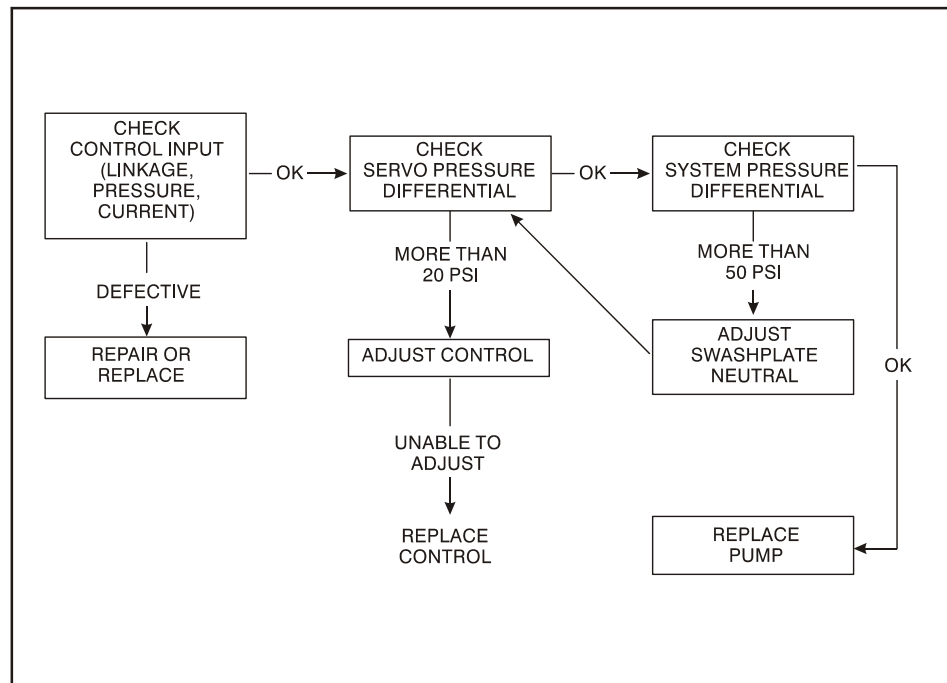 CHECK
CONTROL INPUT
(LINKAGE,
PRESSURE,
CURRENT)
OK
CHECK
SERVO PRESSURE
DIFFERENTIAL
OK
CHECK
SYSTEM PRESSURE
DIFFERENTIAL
DEFECTIVE
REPAIR OR
REPLACE
MORE THAN
20 PSI
ADJUST CONTROL
UNABLE TO
ADJUST
REPLACE
CONTROL
MORE THAN
50 PSI
ADJUST
SWASHPLATE
NEUTRAL
OK
REPLACE
PUMP